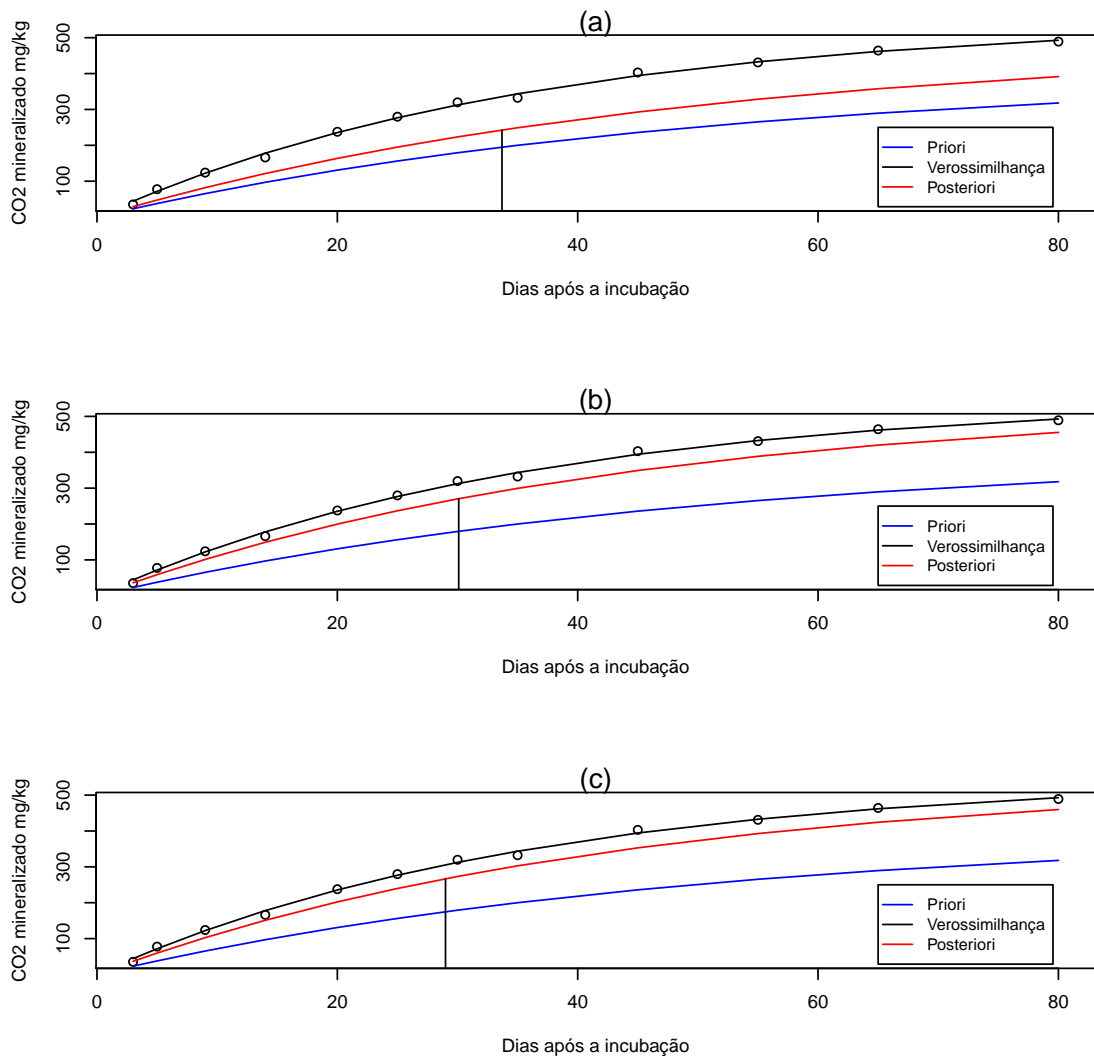 (a)
CO2 mineralizado mg/kg
500
300
100
Priori
Verossimilhança
Posteriori
0 20 40 60 80
Dias após a incubação
(b)
CO2 mineralizado mg/kg
500
300
100
Priori
Verossimilhança
Posteriori
0 20 40 60 80
Dias após a incubação
(c)
CO2 mineralizado mg/kg
500
300
100
Priori
Verossimilhança
Posteriori
0 20 40 60 80
Dias após a incubação